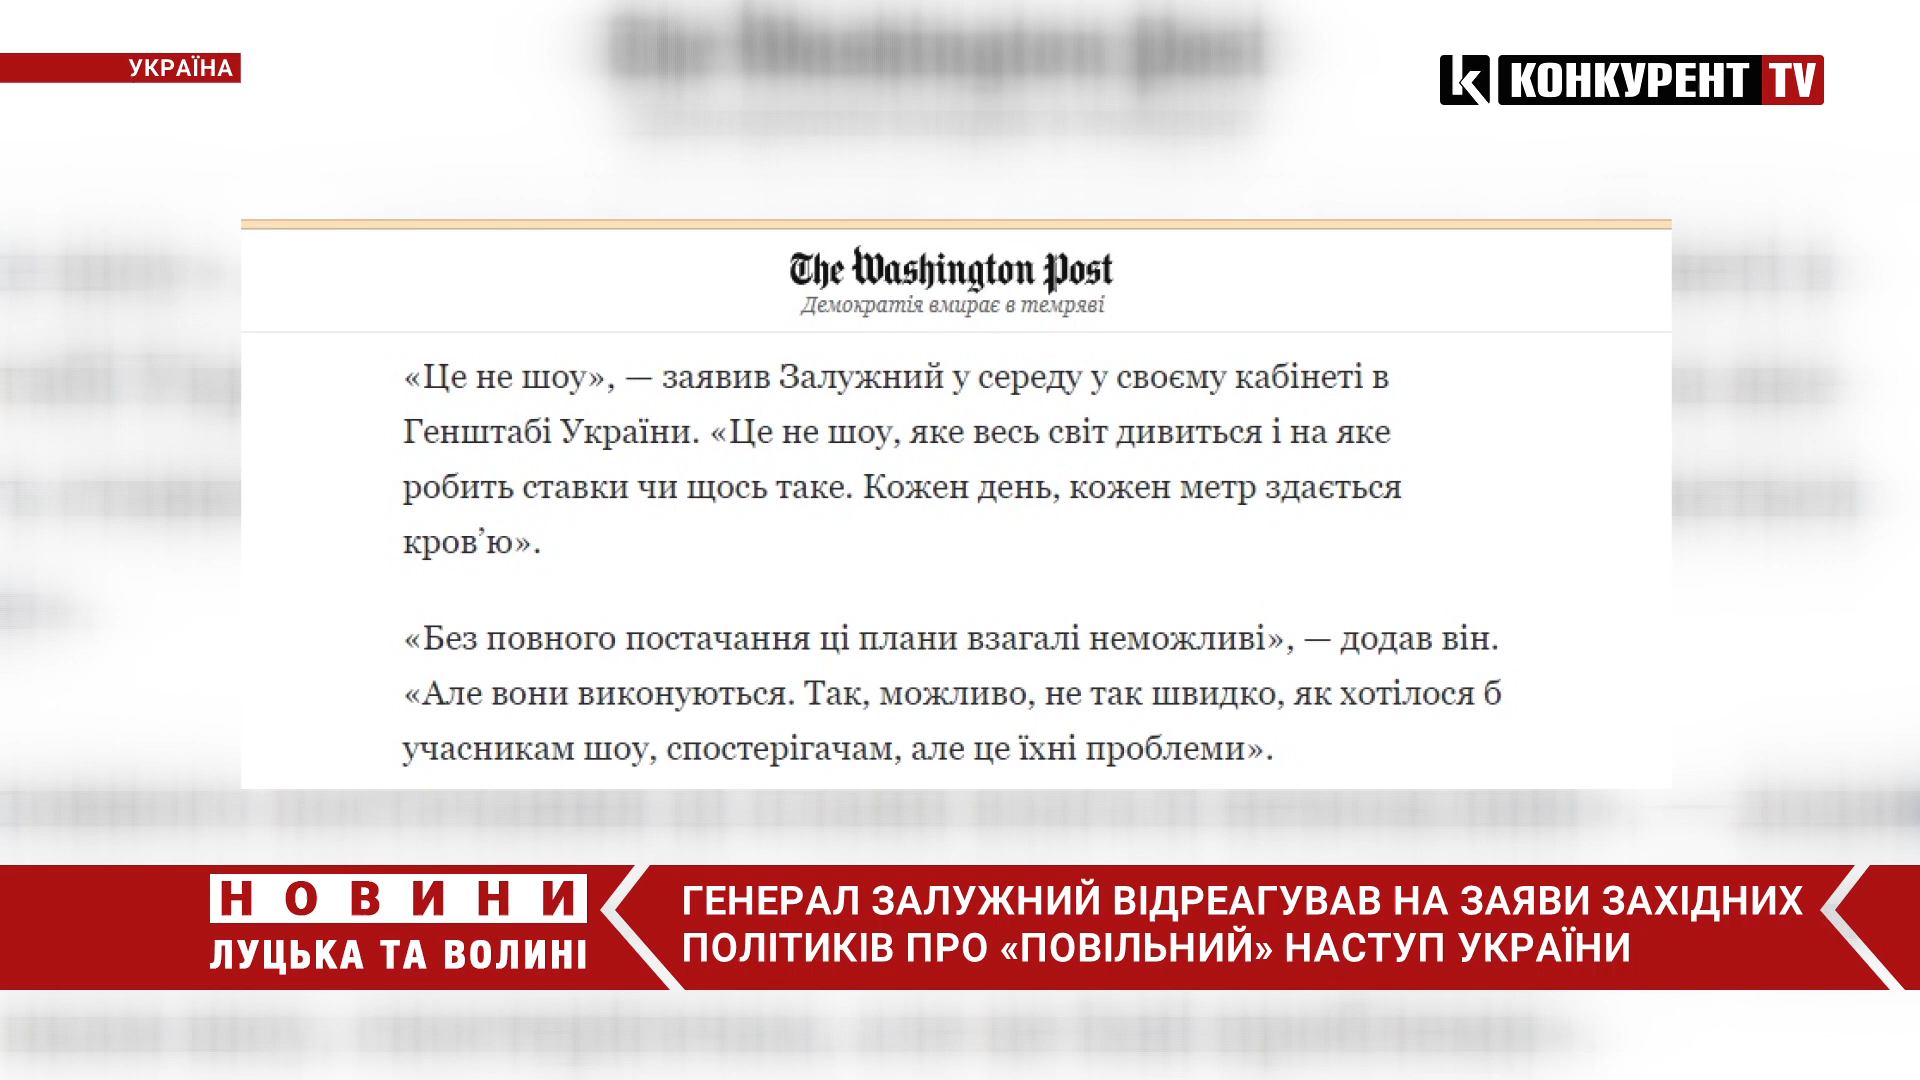 УКРАЇНА
k КОНКУРЕНТ TV
The Washington Post
Демократія вмирає в темряві
«Це не шоу», — заявив Залужний у середу у своєму кабінеті в
Генштабі України. «Це не шоу, яке весь світ дивиться і на яке
робить ставки чи щось таке. Кожен день, кожен метр здається
кров’ю».
«Без повного постачання ці плани взагалі неможливі», — додав він.
«Але вони виконуються. Так, можливо, не так швидко, як хотілося б
учасникам шоу, спостерігачам, але це їхні проблеми».
НОВИНИ
ЛУЦЬКА ТА ВОЛИНІ
ГЕНЕРАЛ ЗАЛУЖНИЙ ВІДРЕАГУВАВ НА ЗАЯВИ ЗАХІДНИХ
ПОЛІТИКІВ ПРО «ПОВІЛЬНИЙ» НАСТУП УКРАЇНИ